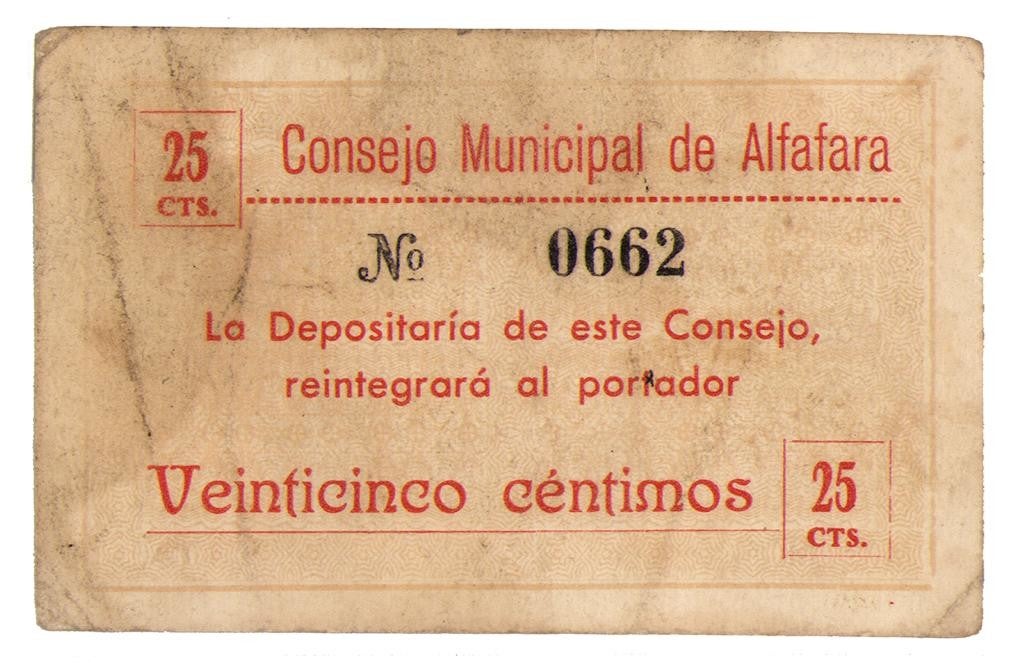 25
CTS.
Consejo Municipal de Alfafara
Nº 0662
La Depositaría de este Consejo,
reintegrará al portador
Veinticinco céntimos
25
CTS.